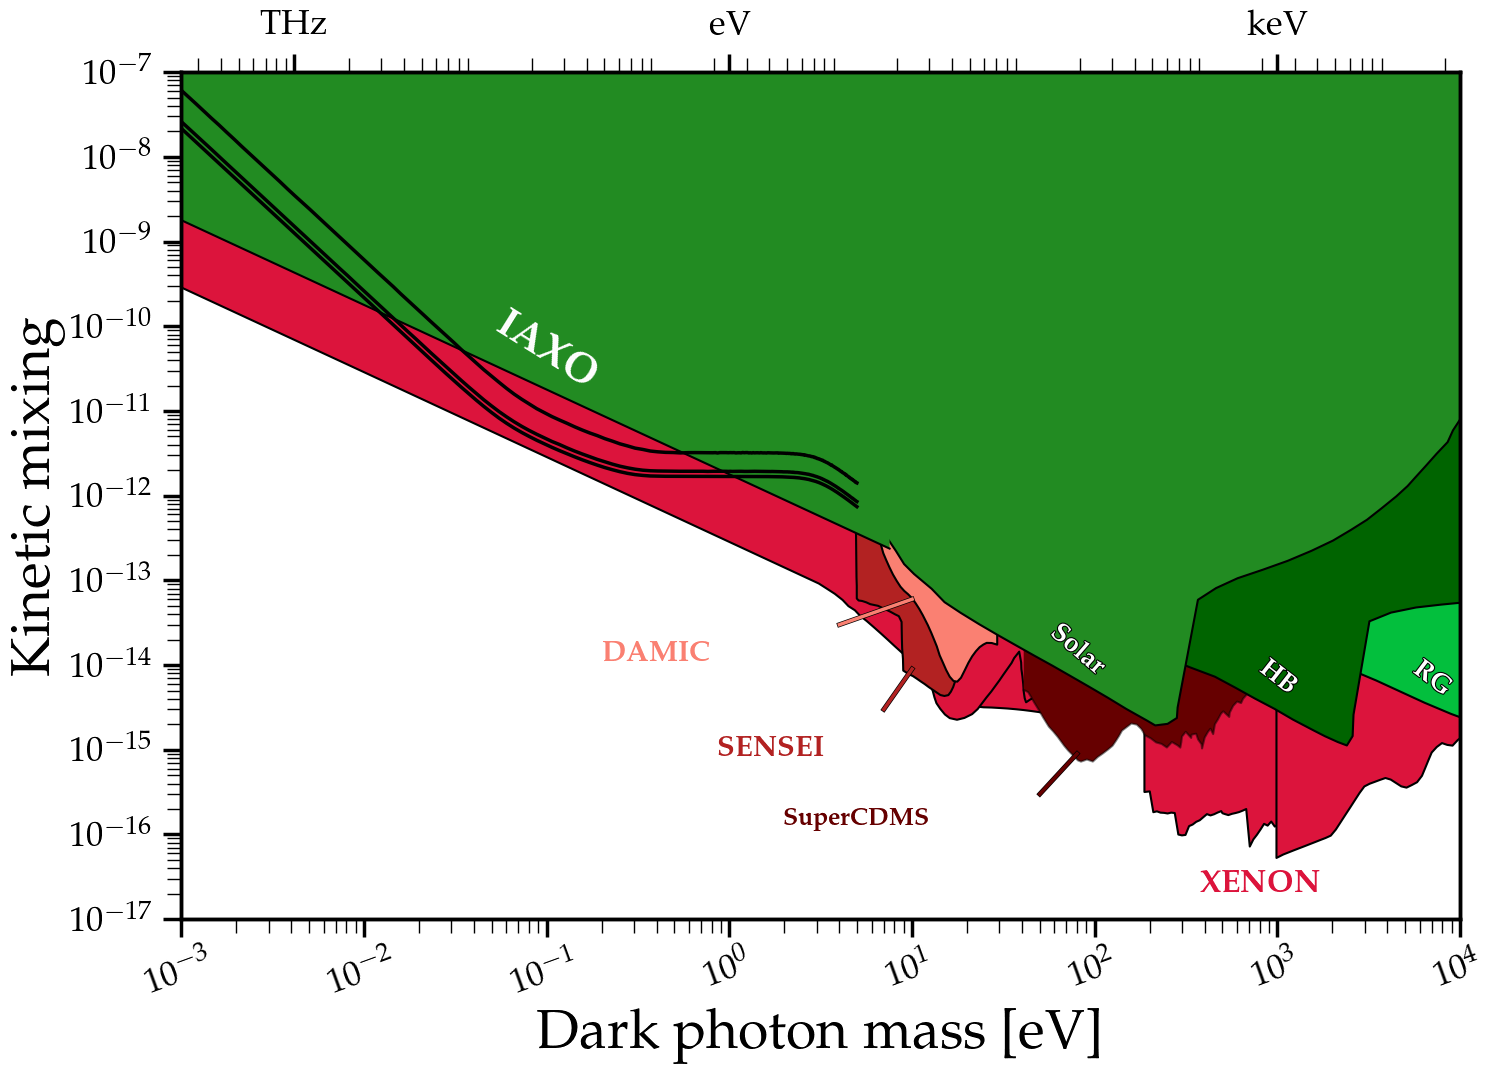 THz eV keV
10⁻⁷
10⁻⁸
10⁻⁹
10⁻¹⁰
10⁻¹¹
10⁻¹²
10⁻¹³
10⁻¹⁴
10⁻¹⁵
10⁻¹⁶
10⁻¹⁷
Kinetic mixing
IAXO
Solar
HB
RG
DAMIC
SENSEI
SuperCDMS
XENON
10⁻³ 10⁻² 10⁻¹ 10⁰ 10¹ 10² 10³ 10⁴
Dark photon mass [eV]